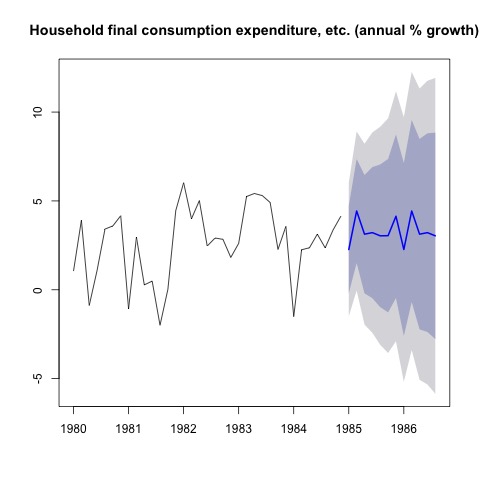 Household final consumption expenditure, etc. (annual % growth)
10
5
0
-5
1980 1981 1982 1983 1984 1985 1986